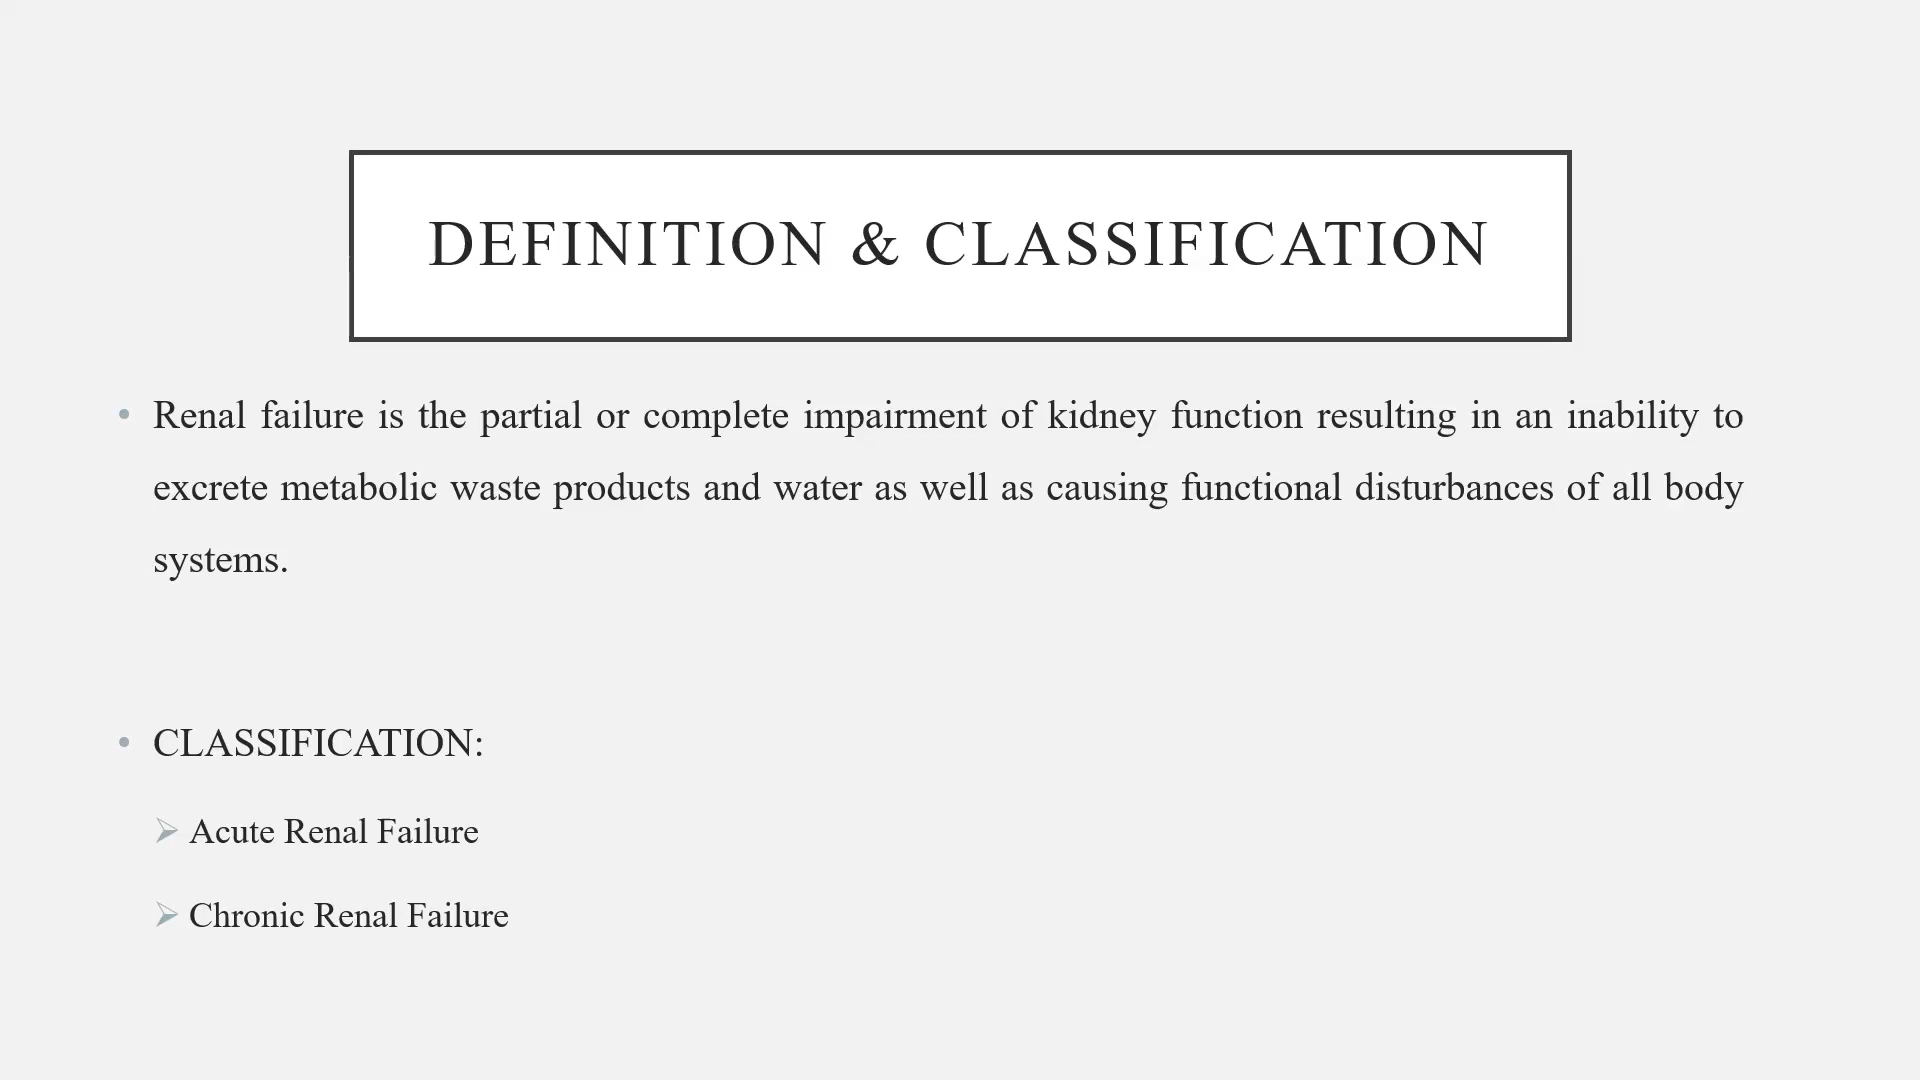 DEFINITION & CLASSIFICATION
• Renal failure is the partial or complete impairment of kidney function resulting in an inability to
excrete metabolic waste products and water as well as causing functional disturbances of all body
systems.
• CLASSIFICATION:
➢ Acute Renal Failure
➢ Chronic Renal Failure